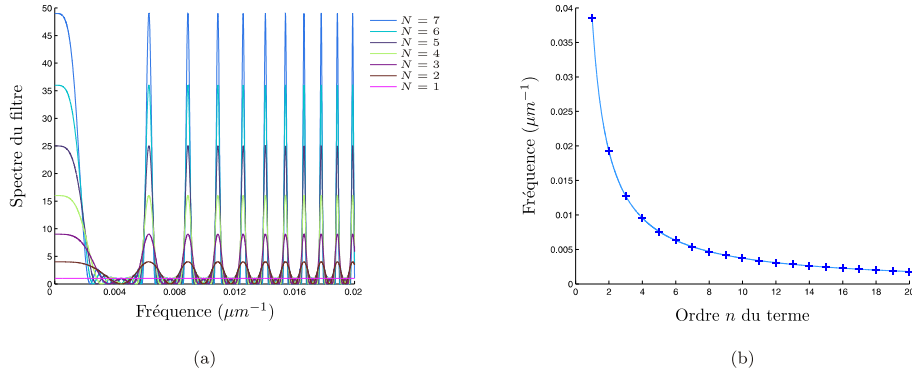 50
45
40
35
30
25
20
15
10
5
0
Spectre du filtre
0
0.004
0.008
0.012
0.016
0.02
Fréquence (μm⁻¹)
N = 7
N = 6
N = 5
N = 4
N = 3
N = 2
N = 1
(a)
0.04
0.035
0.03
0.025
0.02
0.015
0.01
0.005
0
Fréquence (μm⁻¹)
0 2 4 6 8 10 12 14 16 18 20
Ordre n du terme
(b)